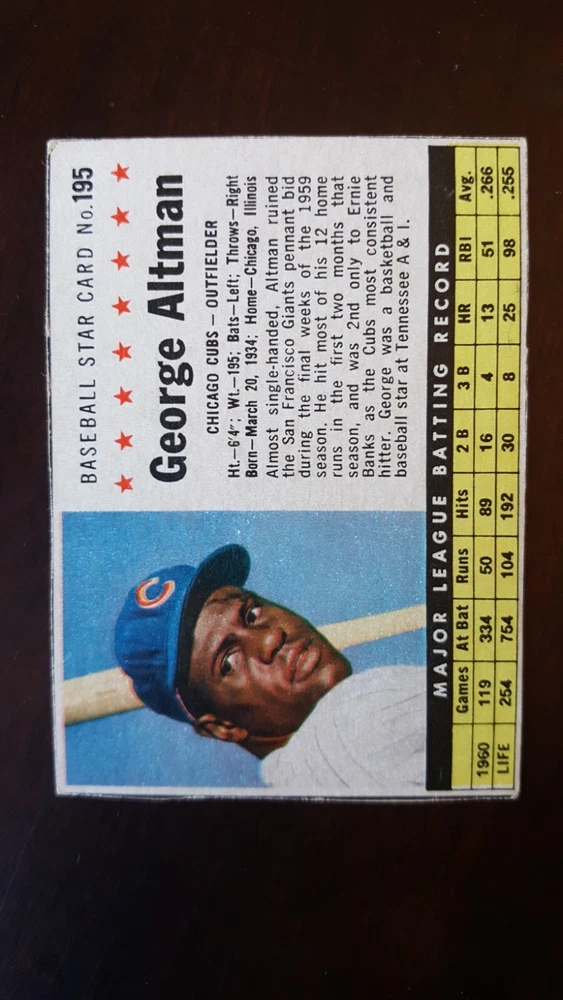 BASEBALL STAR CARD No. 195
George Altman
CHICAGO CUBS – OUTFIELDER
Ht.–6'4"; Wt.–195; Bats–Left; Throws–Right
Born–March 20, 1934; Home–Chicago, Illinois
Almost single-handed, Altman ruined
the San Francisco Giants pennant bid
during the final weeks of the 1959
season. He hit most of his 12 home
runs in the first two months that
season, and was 2nd only to Ernie
Banks as the Cubs most consistent
hitter. George was a basketball and
baseball star at Tennessee A & I.
C
MAJOR LEAGUE BATTING RECORD
Games At Bat Runs Hits 2 B 3 B HR RBI Avg.
1960 119 334 50 89 16 4 13 51 .266
LIFE 254 754 104 192 30 8 25 98 .255